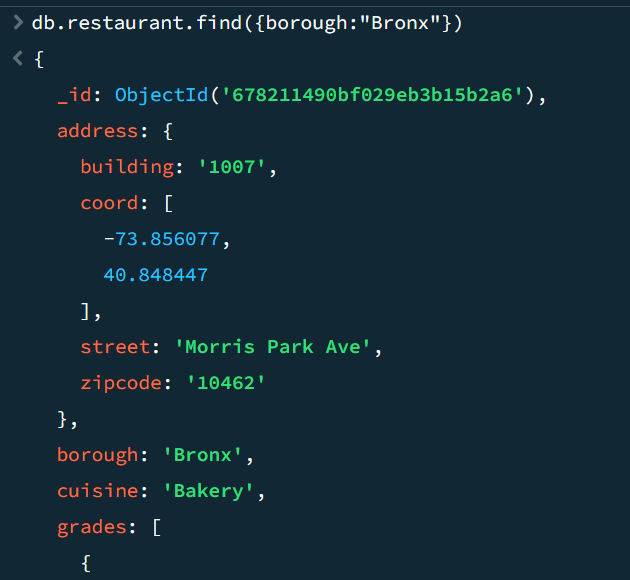 > db.restaurant.find({borough:"Bronx"})
< {
_id: ObjectId('678211490bf029eb3b15b2a6'),
address: {
building: '1007',
coord: [
-73.856077,
40.848447
],
street: 'Morris Park Ave',
zipcode: '10462'
},
borough: 'Bronx',
cuisine: 'Bakery',
grades: [
{